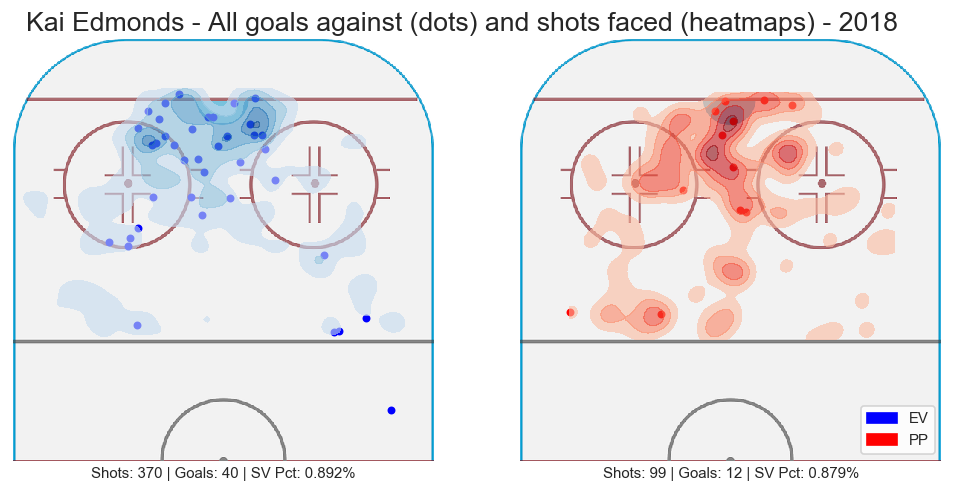 Kai Edmonds - All goals against (dots) and shots faced (heatmaps) - 2018
EV
PP
Shots: 370 | Goals: 40 | SV Pct: 0.892%
Shots: 99 | Goals: 12 | SV Pct: 0.879%